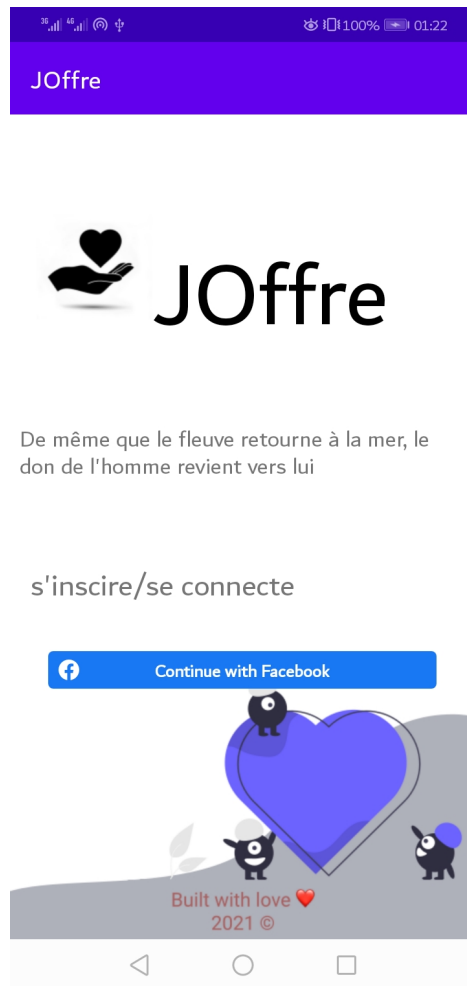 3G 4G 100% 01:22
JOffre
JOffre
De même que le fleuve retourne à la mer, le
don de l'homme revient vers lui
s'inscire/se connecte
Continue with Facebook
Built with love ❤️
2021 ©